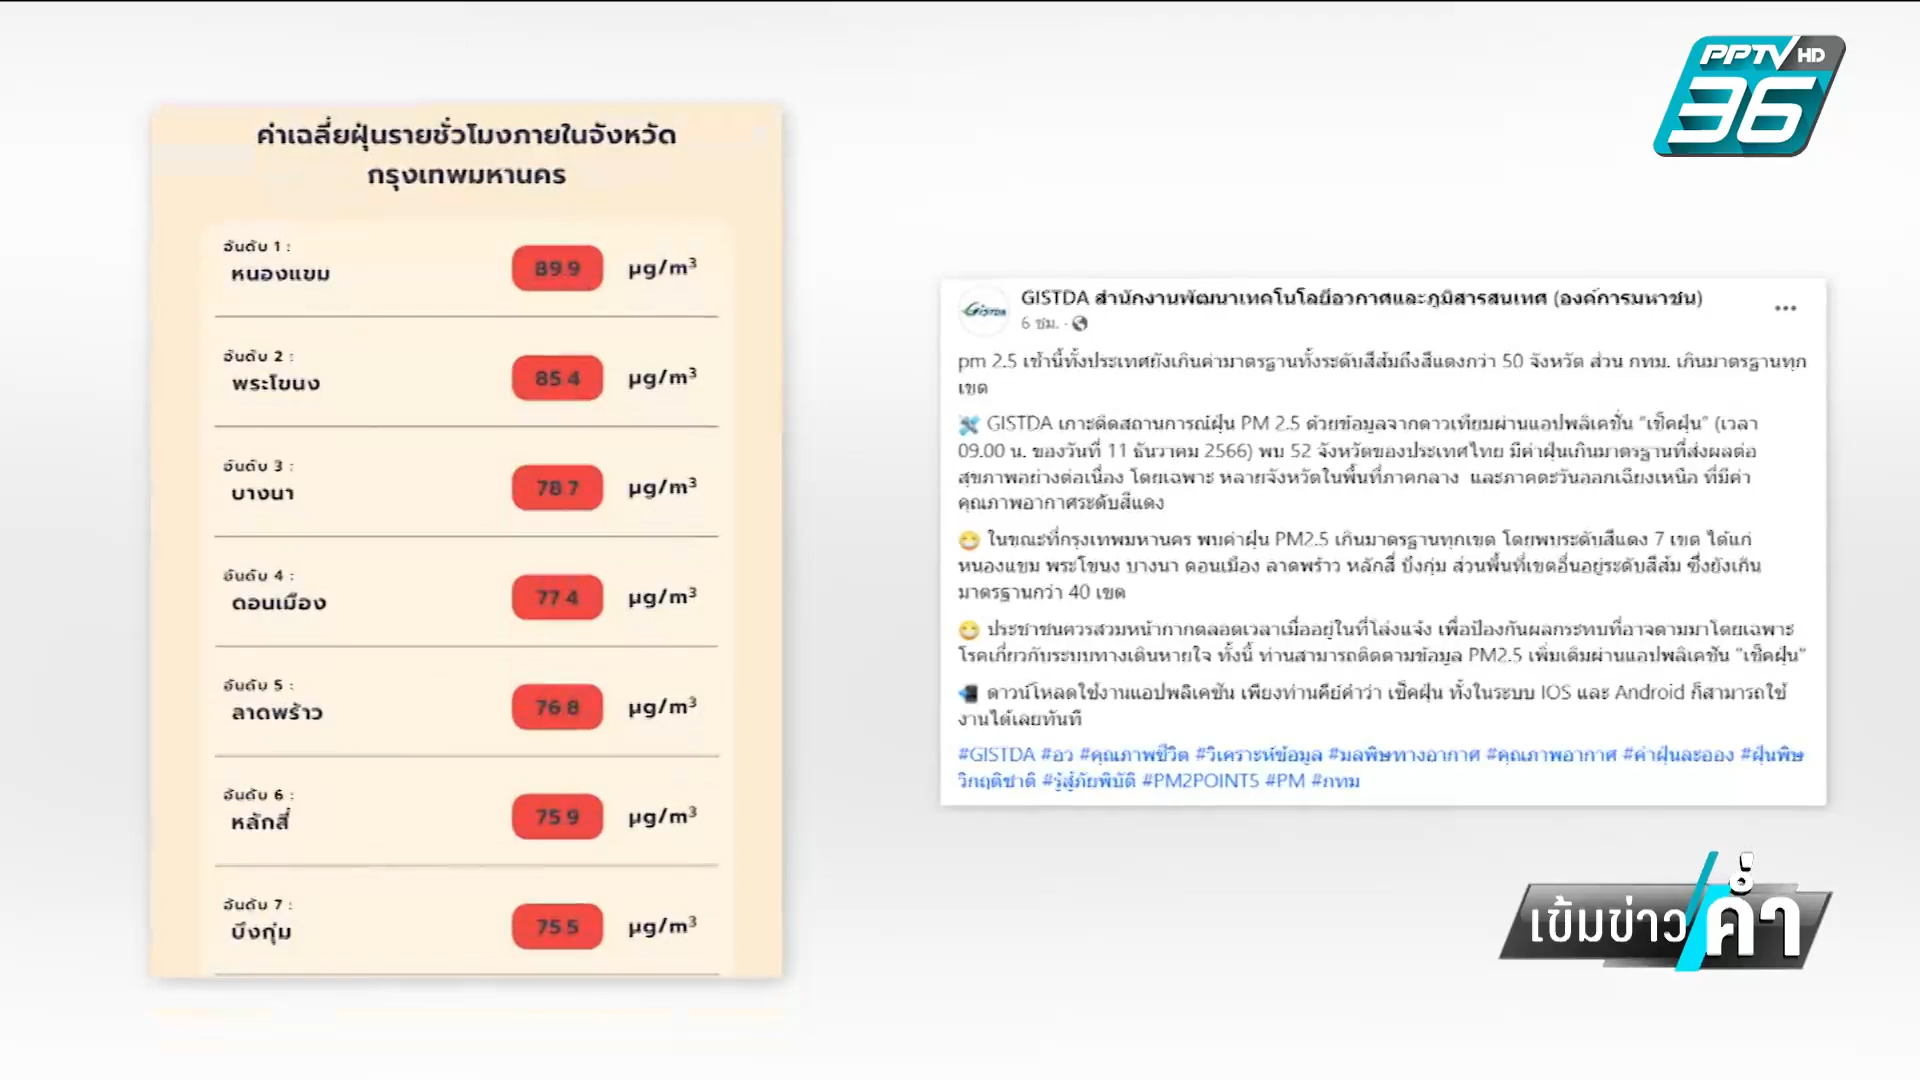 PPTV HD
36
ค่าเฉลี่ยฝุ่นรายชั่วโมงภายในจังหวัด
กรุงเทพมหานคร
อันดับ 1 :
หนองแขม 89.9 µg/m³
อันดับ 2 :
พระโขนง 85.4 µg/m³
อันดับ 3 :
บางนา 78.7 µg/m³
อันดับ 4 :
ดอนเมือง 77.4 µg/m³
อันดับ 5 :
ลาดพร้าว 76.8 µg/m³
อันดับ 6 :
หลักสี่ 75.9 µg/m³
อันดับ 7 :
บึงกุ่ม 75.5 µg/m³
GISTDA
GISTDA สำนักงานพัฒนาเทคโนโลยีอวกาศและภูมิสารสนเทศ (องค์การมหาชน)
6 ชม. ·
pm 2.5 เช้านี้ทั้งประเทศยังเกินค่ามาตรฐานทั้งระดับสีส้มถึงสีแดงกว่า 50 จังหวัด ส่วน กทม. เกินมาตรฐานทุก
เขต
GISTDA เกาะติดสถานการณ์ฝุ่น PM 2.5 ด้วยข้อมูลจากดาวเทียมผ่านแอปพลิเคชั่น “เช็คฝุ่น” (เวลา
09.00 น. ของวันที่ 11 ธันวาคม 2566) พบ 52 จังหวัดของประเทศไทย มีค่าฝุ่นเกินมาตรฐานที่ส่งผลต่อ
สุขภาพอย่างต่อเนื่อง โดยเฉพาะ หลายจังหวัดในพื้นที่ภาคกลาง และภาคตะวันออกเฉียงเหนือ ที่มีค่า
คุณภาพอากาศระดับสีแดง
ในขณะที่กรุงเทพมหานคร พบค่าฝุ่น PM2.5 เกินมาตรฐานทุกเขต โดยพบระดับสีแดง 7 เขต ได้แก่
หนองแขม พระโขนง บางนา ดอนเมือง ลาดพร้าว หลักสี่ บึงกุ่ม ส่วนพื้นที่เขตอื่นอยู่ระดับสีส้ม ซึ่งยังเกิน
มาตรฐานกว่า 40 เขต
ประชาชนควรสวมหน้ากากตลอดเวลาเมื่ออยู่ในที่โล่งแจ้ง เพื่อป้องกันผลกระทบที่อาจตามมาโดยเฉพาะ
โรคเกี่ยวกับระบบทางเดินหายใจ ทั้งนี้ ท่านสามารถติดตามข้อมูล PM2.5 เพิ่มเติมผ่านแอปพลิเคชัน “เช็คฝุ่น”
ดาวน์โหลดใช้งานแอปพลิเคชัน เพียงท่านคีย์คำว่า เช็คฝุ่น ทั้งในระบบ IOS และ Android ก็สามารถใช้
งานได้เลยทันที
#GISTDA #อว #คุณภาพชีวิต #วิเคราะห์ข้อมูล #มลพิษทางอากาศ #คุณภาพอากาศ #ค่าฝุ่นละออง #ฝุ่นพิษ
วิกฤติชาติ #รู้สู้ภัยพิบัติ #PM2POINT5 #PM #กทม
เข้มข่าวค่ำ